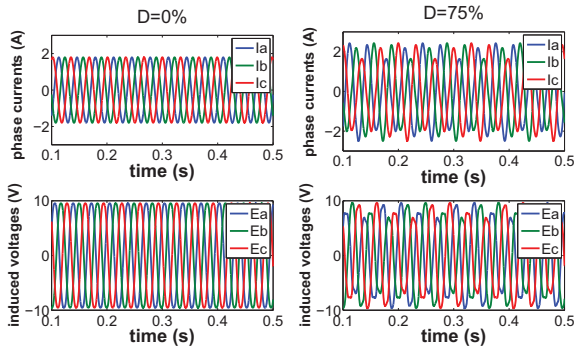 D=0%
D=75%
phase currents (A)
2
0
−2
Ia
Ib
Ic
0.1 0.2 0.3 0.4 0.5
time (s)
phase currents (A)
2
0
−2
Ia
Ib
Ic
0.1 0.2 0.3 0.4 0.5
time (s)
induced voltages (V)
10
0
−10
Ea
Eb
Ec
0.1 0.2 0.3 0.4 0.5
time (s)
induced voltages (V)
10
0
−10
Ea
Eb
Ec
0.1 0.2 0.3 0.4 0.5
time (s)